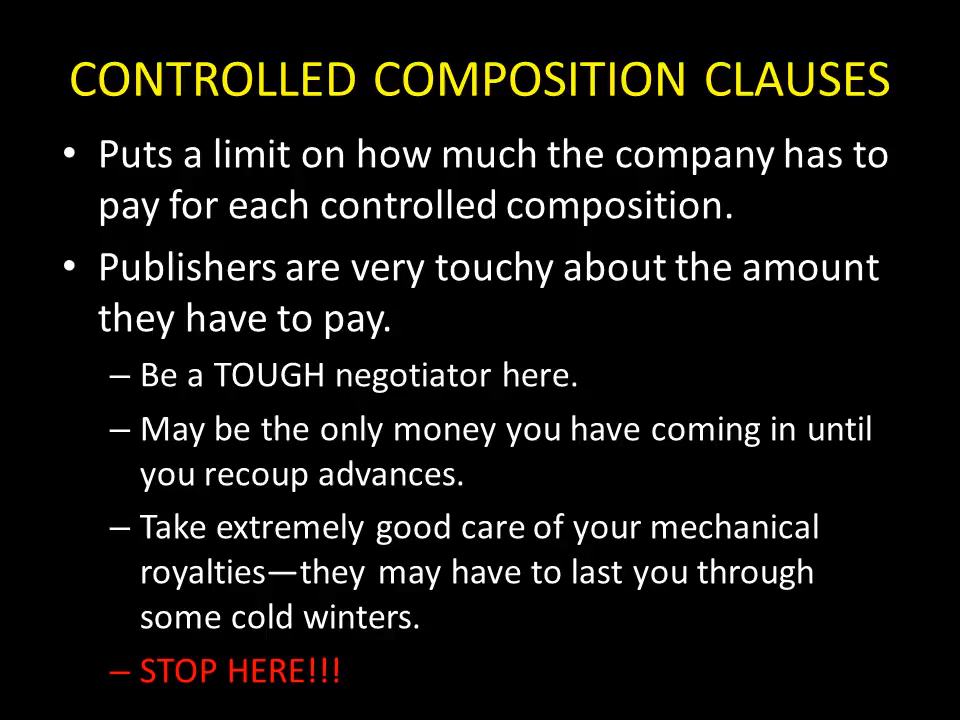 CONTROLLED COMPOSITION CLAUSES
• Puts a limit on how much the company has to
pay for each controlled composition.
• Publishers are very touchy about the amount
they have to pay.
– Be a TOUGH negotiator here.
– May be the only money you have coming in until
you recoup advances.
– Take extremely good care of your mechanical
royalties—they may have to last you through
some cold winters.
– STOP HERE!!!